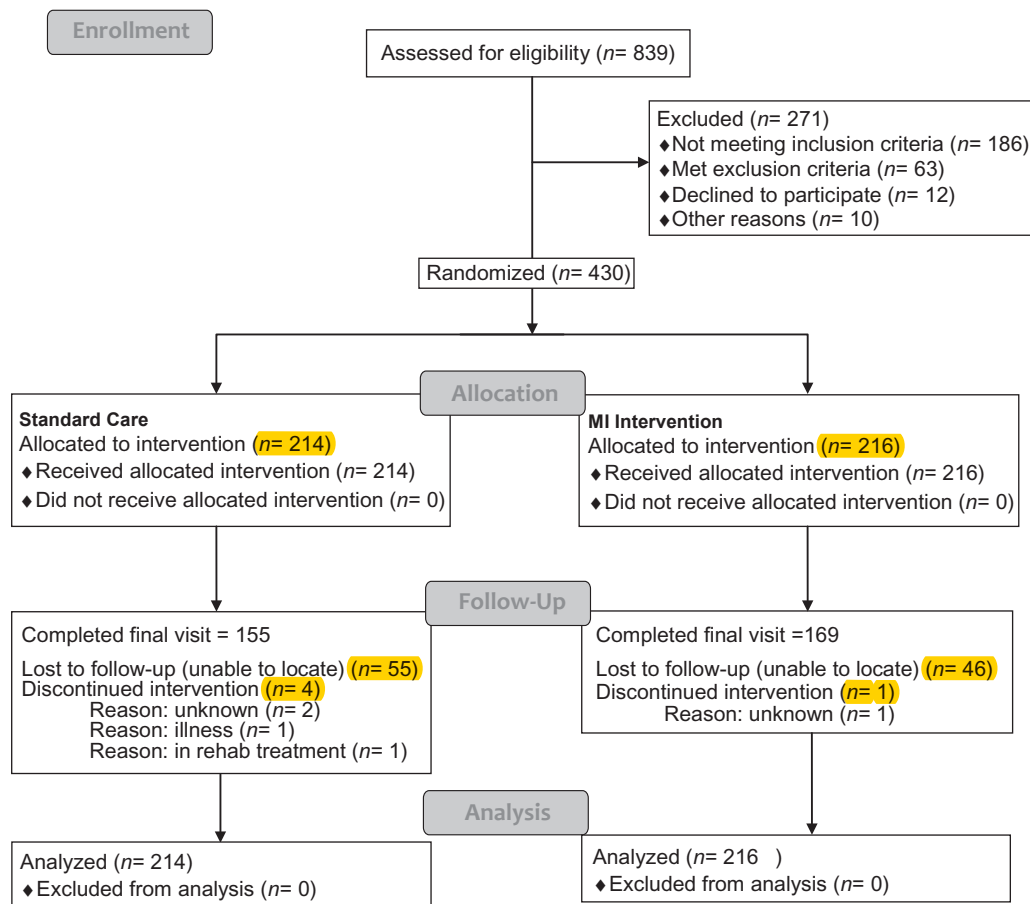 Enrollment
Assessed for eligibility (n= 839)
Excluded (n= 271)
♦Not meeting inclusion criteria (n= 186)
♦Met exclusion criteria (n= 63)
♦Declined to participate (n= 12)
♦Other reasons (n= 10)
Randomized (n= 430)
Allocation
Standard Care
Allocated to intervention (n= 214)
♦Received allocated intervention (n= 214)
♦Did not receive allocated intervention (n= 0)
MI Intervention
Allocated to intervention (n= 216)
♦Received allocated intervention (n= 216)
♦Did not receive allocated intervention (n= 0)
Follow-Up
Completed final visit = 155
Lost to follow-up (unable to locate) (n= 55)
Discontinued intervention (n= 4)
Reason: unknown (n= 2)
Reason: illness (n= 1)
Reason: in rehab treatment (n= 1)
Completed final visit =169
Lost to follow-up (unable to locate) (n= 46)
Discontinued intervention (n= 1)
Reason: unknown (n= 1)
Analysis
Analyzed (n= 214)
♦Excluded from analysis (n= 0)
Analyzed (n= 216 )
♦Excluded from analysis (n= 0)